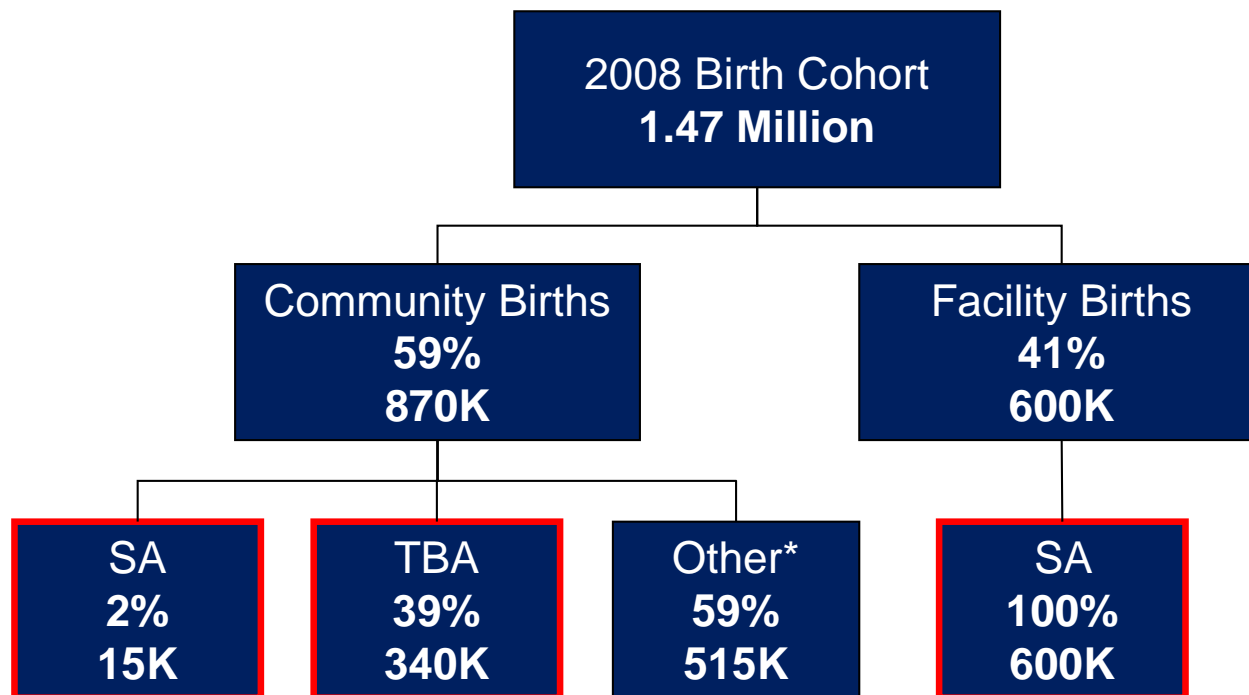 2008 Birth Cohort
1.47 Million
Community Births
59%
870K
Facility Births
41%
600K
SA
2%
15K
TBA
39%
340K
Other*
59%
515K
SA
100%
600K